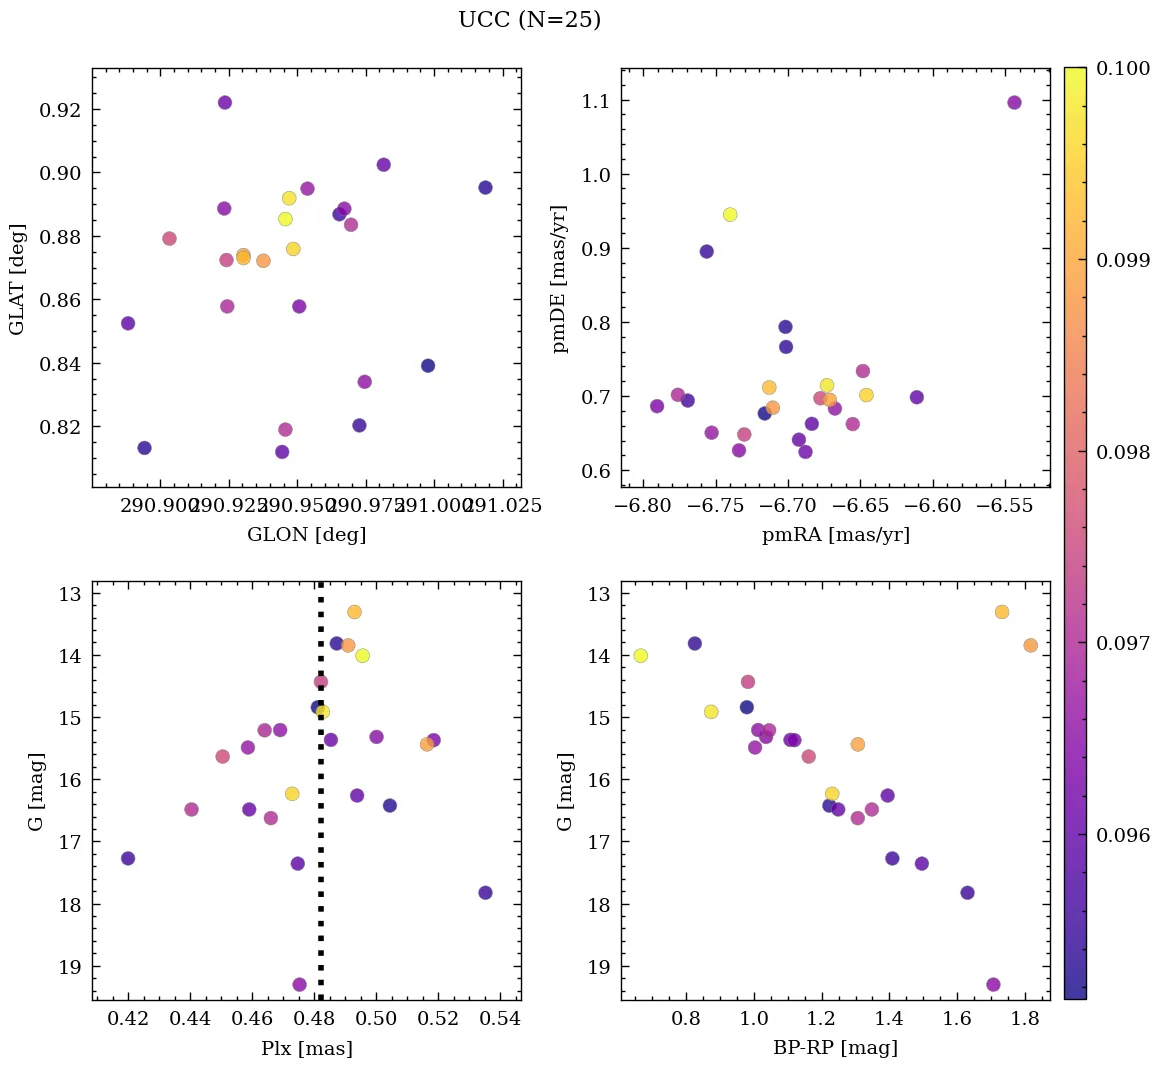 UCC (N=25)
0.92
0.90
0.88
0.86
0.84
0.82
GLAT [deg]
290.900 290.925 290.950 290.975 291.000 291.025
GLON [deg]
1.1
1.0
0.9
0.8
0.7
0.6
pmDE [mas/yr]
−6.80 −6.75 −6.70 −6.65 −6.60 −6.55
pmRA [mas/yr]
13
14
15
16
17
18
19
G [mag]
0.42 0.44 0.46 0.48 0.50 0.52 0.54
Plx [mas]
13
14
15
16
17
18
19
G [mag]
0.8 1.0 1.2 1.4 1.6 1.8
BP-RP [mag]
0.100
0.099
0.098
0.097
0.096